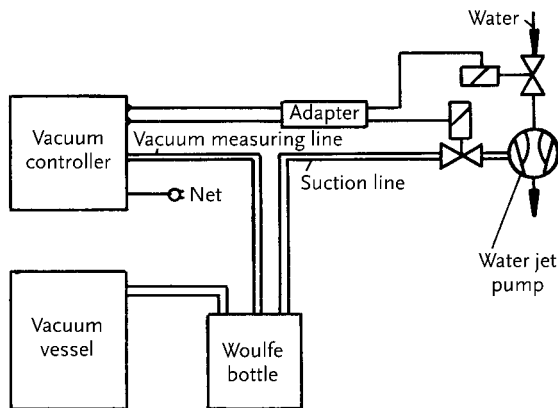 Water
Adapter
Vacuum
controller
Vacuum measuring line
Suction line
Net
Water jet
pump
Vacuum
vessel
Woulfe
bottle